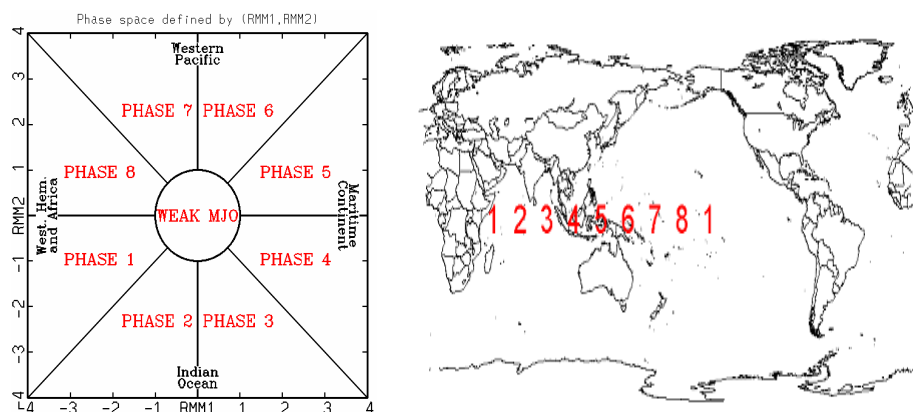 Phase space defined by (RMM1,RMM2)
4
Western
Pacific
3
PHASE 7 PHASE 6
2
PHASE 8 PHASE 5
1
RMM2
0
West. Hem.
and Africa
WEAK MJO
Maritime
Continent
-1
PHASE 1 PHASE 4
-2
PHASE 2 PHASE 3
-3
Indian
Ocean
-4
-4 -3 -2 -1 RMM1 1 2 3 4
1 2 3 4 5 6 7 8 1